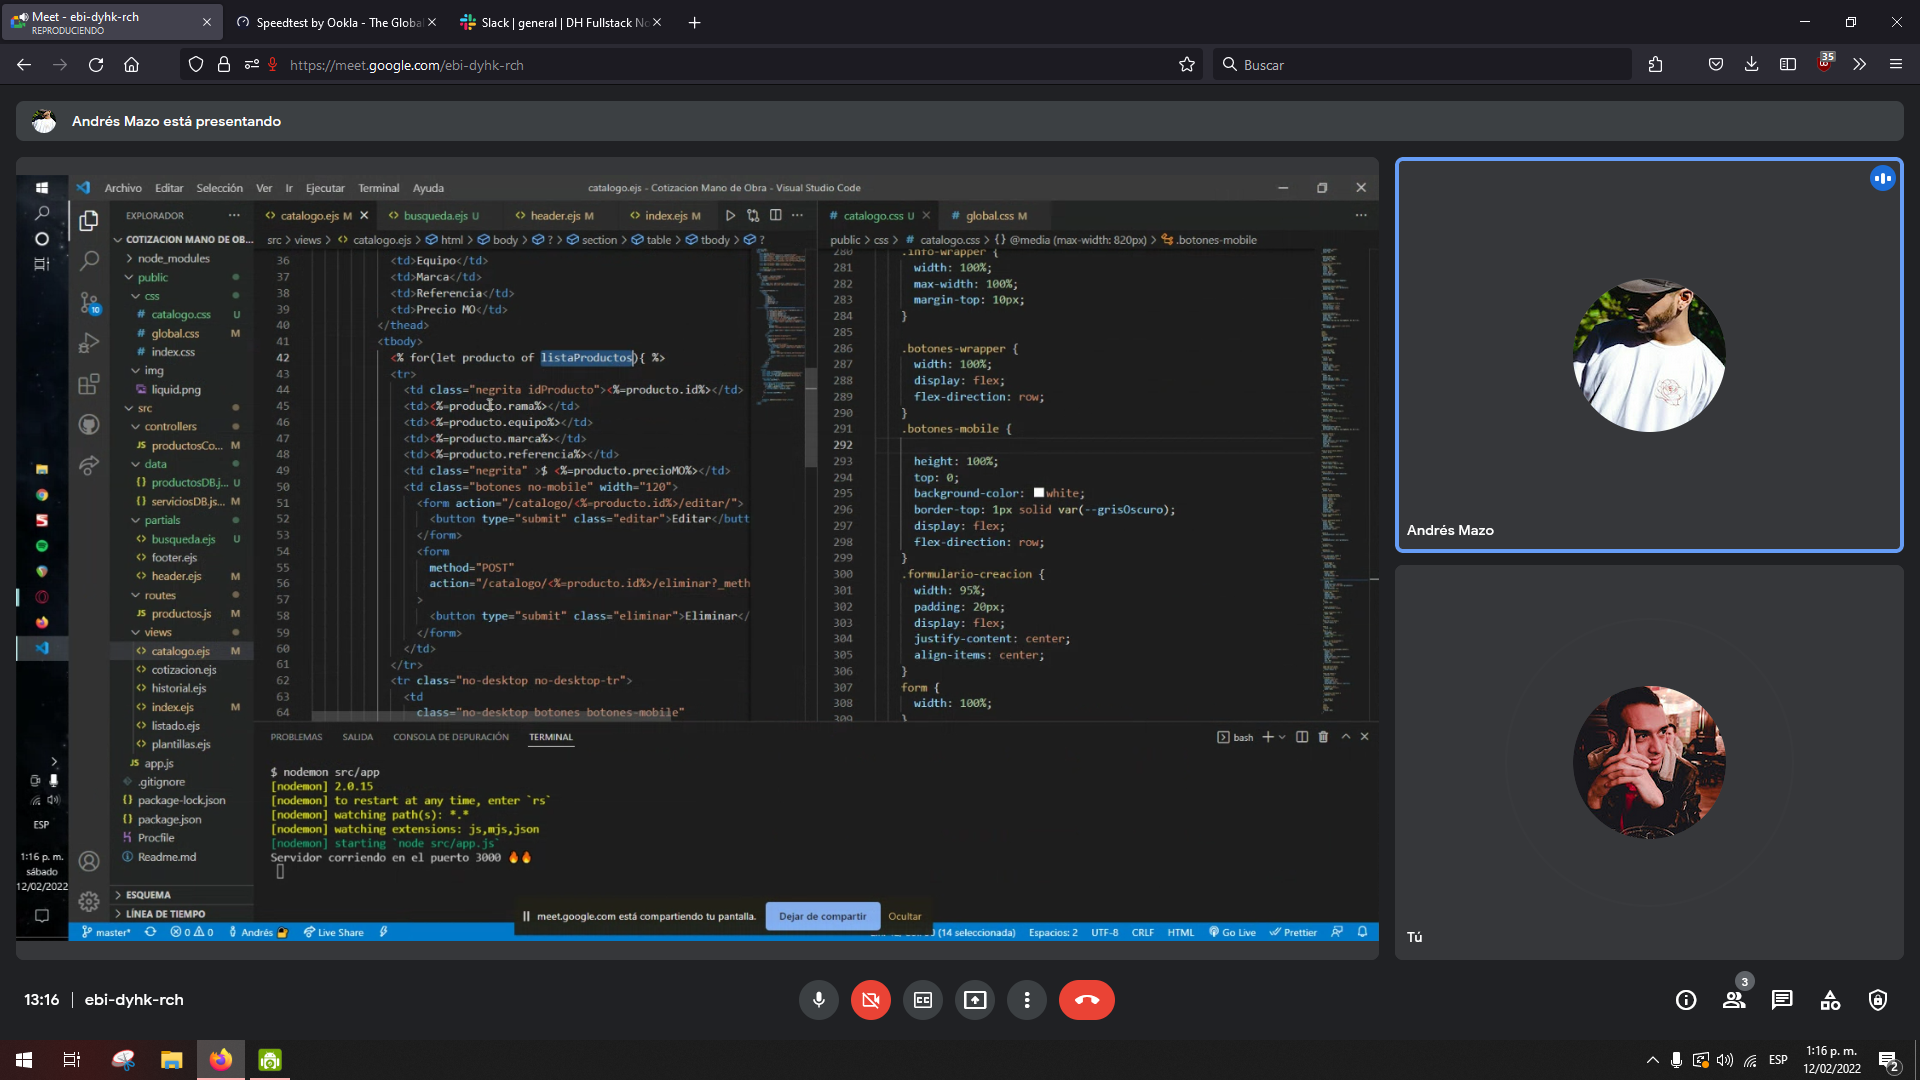 Meet - ebi-dyhk-rch
REPRODUCIENDO
Speedtest by Ookla - The Global
Slack | general | DH Fullstack No
https://meet.google.com/ebi-dyhk-rch
Buscar
35
Andrés Mazo está presentando
Archivo Editar Selección Ver Ir Ejecutar Terminal Ayuda
catalogo.ejs - Cotizacion Mano de Obra - Visual Studio Code
EXPLORADOR
COTIZACION MANO DE OB...
node_modules
public
css
catalogo.css U
global.css M
index.css
img
liquid.png
src
controllers
JS productosCo... M
data
{} productosDB.j...
{} serviciosDB.js... M
partials
busqueda.ejs U
footer.ejs
header.ejs M
routes
JS productos.js M
views
catalogo.ejs M
cotizacion.ejs
historial.ejs
index.ejs M
listado.ejs
plantillas.ejs
JS app.js
.gitignore
{} package-lock.json
{} package.json
Procfile
Readme.md
ESQUEMA
LÍNEA DE TIEMPO
10
ESP
1:16 p. m.
sábado
12/02/2022
catalogo.ejs M
busqueda.ejs U
header.ejs M
index.ejs M
src > views > catalogo.ejs > html > body > ? > section > table > tbody > ?
36 <td>Equipo</td>
37 <td>Marca</td>
38 <td>Referencia</td>
39 <td>Precio MO</td>
40 </thead>
41 <tbody>
42 <% for(let producto of listaProductos){ %>
43 <tr>
44 <td class="negrita idProducto"><%=producto.id%></td>
45 <td><%=producto.rama%></td>
46 <td><%=producto.equipo%></td>
47 <td><%=producto.marca%></td>
48 <td><%=producto.referencia%></td>
49 <td class="negrita" >$ <%=producto.precioMO%></td>
50 <td class="botones no-mobile" width="120">
51 <form action="/catalogo/<%=producto.id%>/editar/">
52 <button type="submit" class="editar">Editar</butt
53 </form>
54 <form
55 method="POST"
56 action="/catalogo/<%=producto.id%>/eliminar?_meth
57 >
58 <button type="submit" class="eliminar">Eliminar</
59 </form>
60 </td>
61 </tr>
62 <tr class="no-desktop no-desktop-tr">
63 <td
64 class="no-desktop botones botones-mobile"
# catalogo.css U
# global.css M
public > css > # catalogo.css > {} @media (max-width: 820px) > .botones-mobile
280 .info-wrapper {
281 width: 100%;
282 max-width: 100%;
283 margin-top: 10px;
284 }
285
286 .botones-wrapper {
287 width: 100%;
288 display: flex;
289 flex-direction: row;
290 }
291 .botones-mobile {
292
293 height: 100%;
294 top: 0;
295 background-color: white;
296 border-top: 1px solid var(--grisOscuro);
297 display: flex;
298 flex-direction: row;
299 }
300 .formulario-creacion {
301 width: 95%;
302 padding: 20px;
303 display: flex;
304 justify-content: center;
305 align-items: center;
306 }
307 form {
308 width: 100%;
309 }
PROBLEMAS SALIDA CONSOLA DE DEPURACIÓN TERMINAL
bash
$ nodemon src/app
[nodemon] 2.0.15
[nodemon] to restart at any time, enter `rs`
[nodemon] watching path(s): *.*
[nodemon] watching extensions: js,mjs,json
[nodemon] starting `node src/app.js`
Servidor corriendo en el puerto 3000 🔥🔥
meet.google.com está compartiendo tu pantalla.
Dejar de compartir
Ocultar
master* 0 0 Andrés Live Share
(14 seleccionada) Espacios: 2 UTF-8 CRLF HTML Go Live Prettier
Andrés Mazo
Tú
13:16 | ebi-dyhk-rch
3
ESP
1:16 p. m.
12/02/2022
2